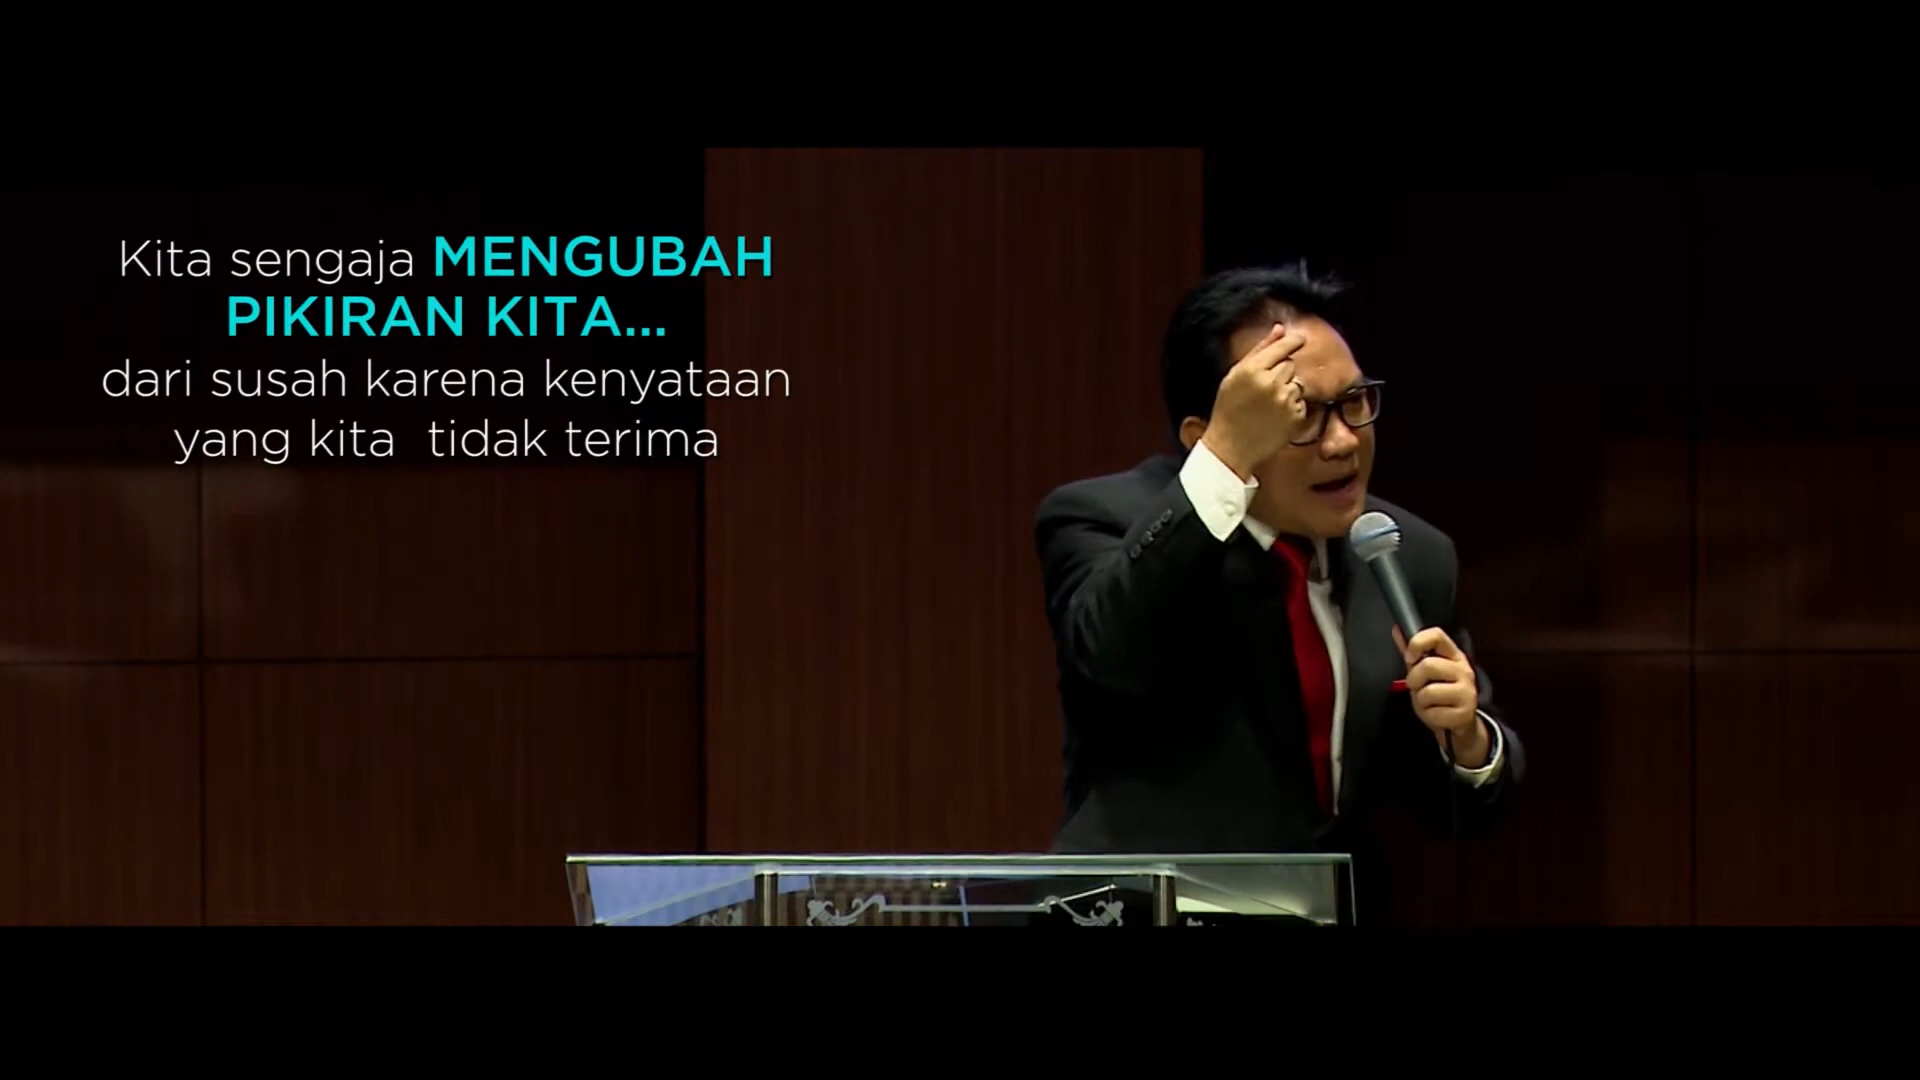 Kita sengaja MENGUBAH
PIKIRAN KITA...
dari susah karena kenyataan
yang kita tidak terima